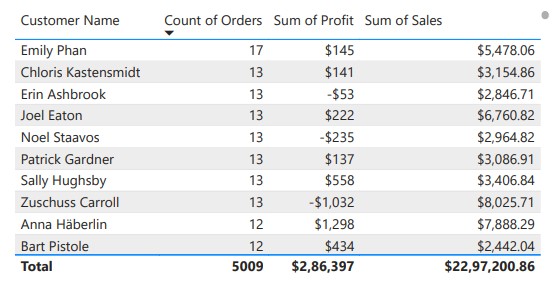 Customer Name Count of Orders Sum of Profit Sum of Sales
Emily Phan 17 $145 $5,478.06
Chloris Kastensmidt 13 $141 $3,154.86
Erin Ashbrook 13 -$53 $2,846.71
Joel Eaton 13 $222 $6,760.82
Noel Staavos 13 -$235 $2,964.82
Patrick Gardner 13 $137 $3,086.91
Sally Hughsby 13 $558 $3,406.84
Zuschuss Carroll 13 -$1,032 $8,025.71
Anna Häberlin 12 $1,298 $7,888.29
Bart Pistole 12 $434 $2,442.04
Total 5009 $2,86,397 $22,97,200.86